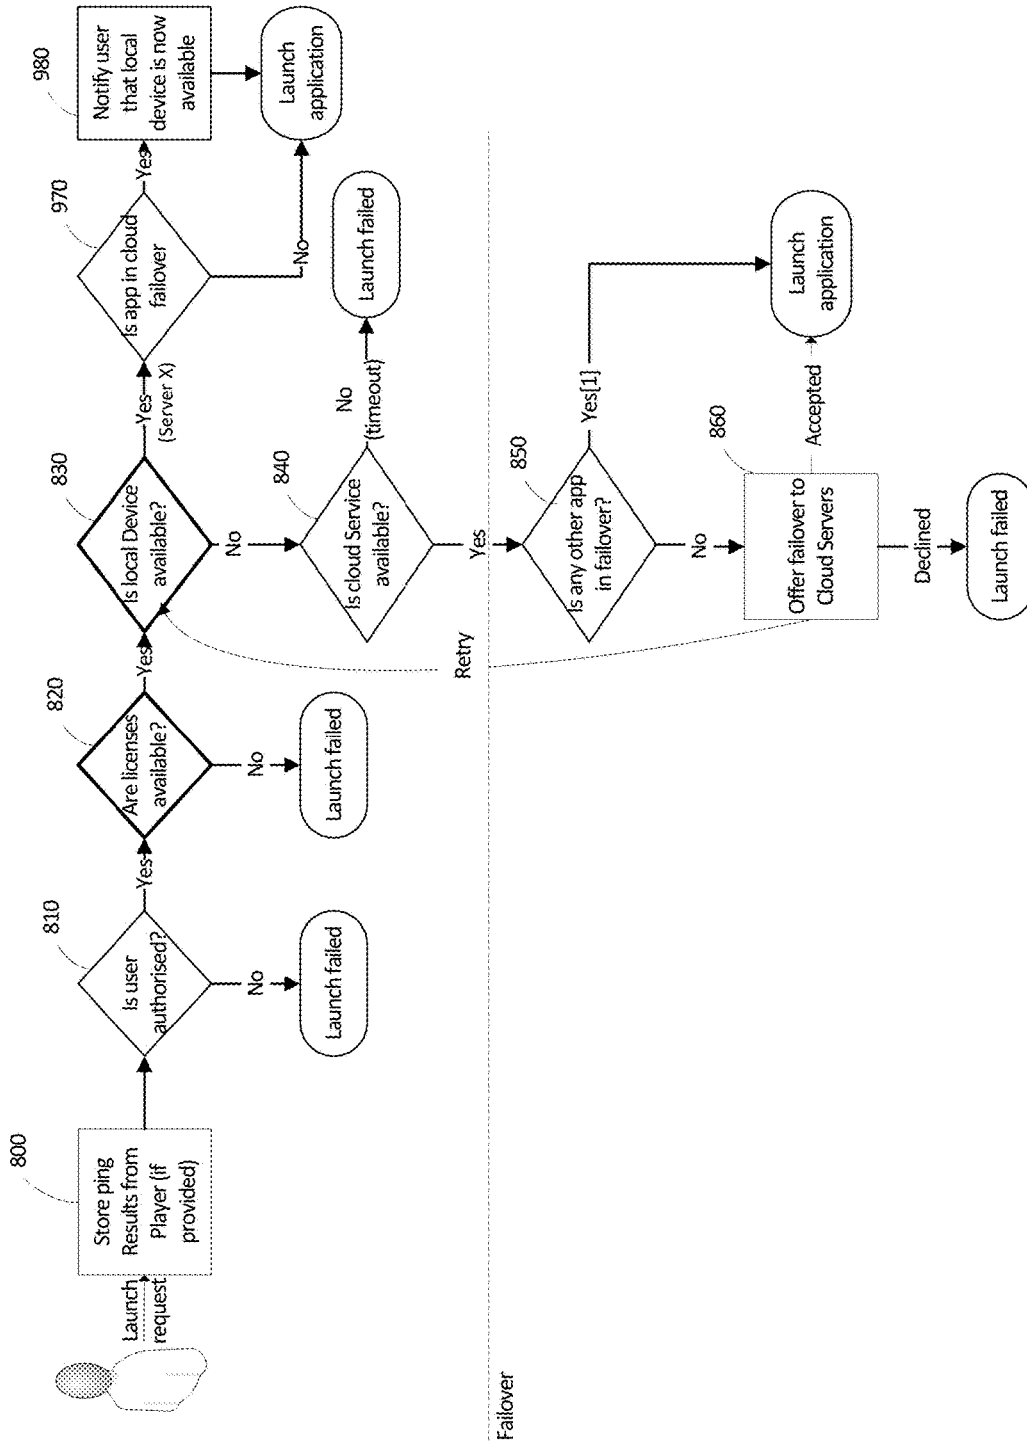 Launch
request
800
Store ping
Results from
Player (if
provided)
810
Is user
authorised?
Yes
No
Launch failed
820
Are licenses
available?
Yes
No
Launch failed
830
Is local Device
available?
Yes
(Server X)
No
970
Is app in cloud
failover
Yes
No
980
Notify user
that local
device is now
available
Launch
application
840
Is cloud Service
available?
No
(timeout)
Launch failed
Yes
Retry
Failover
850
Is any other app
in failover?
Yes[1]
No
860
Offer failover to
Cloud Servers
Accepted
Launch
application
Declined
Launch failed